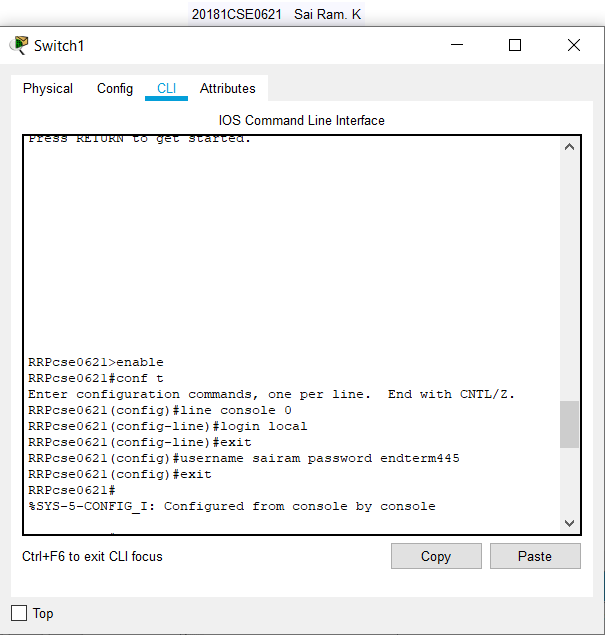 20181CSE0621 Sai Ram. K
Switch1
Physical Config CLI Attributes
IOS Command Line Interface
Press RETURN to get started.
RRPcse0621>enable
RRPcse0621#conf t
Enter configuration commands, one per line.  End with CNTL/Z.
RRPcse0621(config)#line console 0
RRPcse0621(config-line)#login local
RRPcse0621(config-line)#exit
RRPcse0621(config)#username sairam password endterm445
RRPcse0621(config)#exit
RRPcse0621#
%SYS-5-CONFIG_I: Configured from console by console
Ctrl+F6 to exit CLI focus
Copy Paste
Top